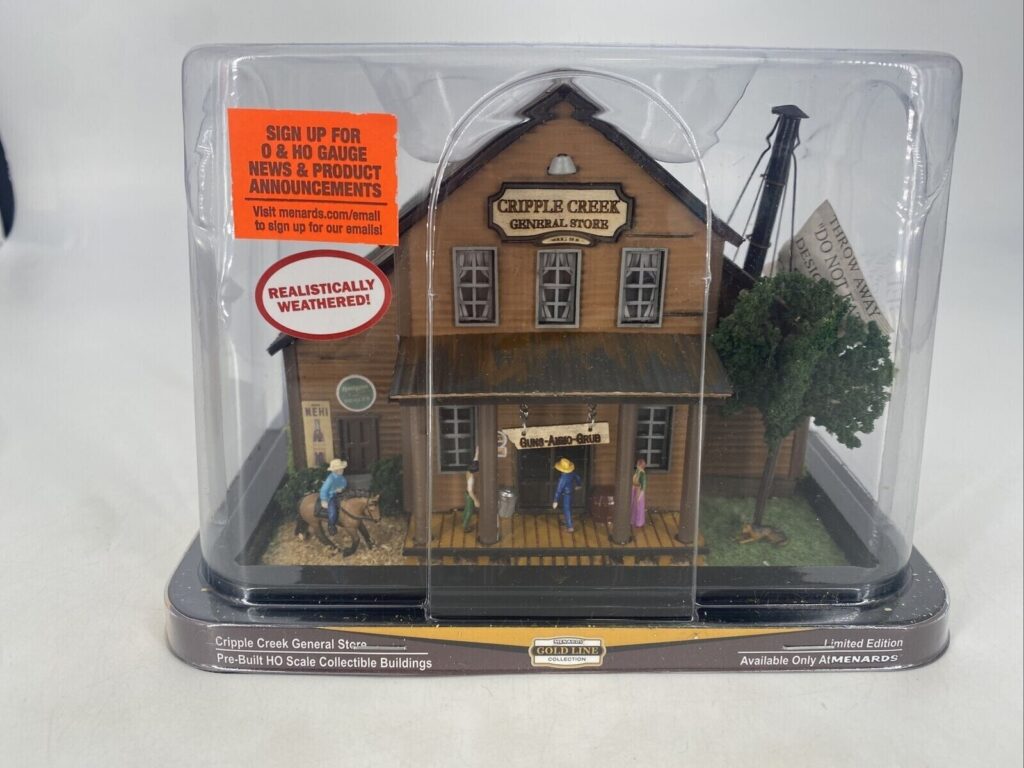 SIGN UP FOR
O & HO GAUGE
NEWS & PRODUCT
ANNOUNCEMENTS
Visit menards.com/email
to sign up for our emails!
REALISTICALLY
WEATHERED!
CRIPPLE CREEK
GENERAL STORE
THROW AWAY
"DO NOT
NEHI
GUNS-AMMO-GRUB
Cripple Creek General Store
Pre-Built HO Scale Collectible Buildings
MENARDS
GOLD LINE
COLLECTION
Limited Edition
Available Only At MENARDS